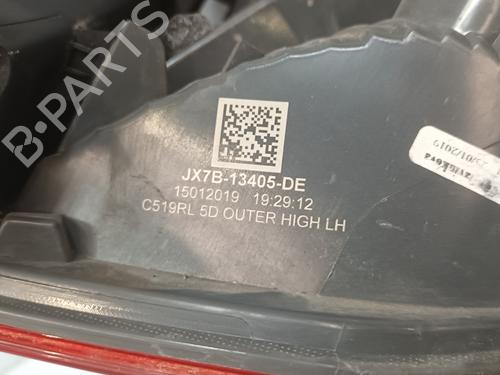 B-PARTS
JX7B-13405-DE
15012019 19:29:12
C519RL 5D OUTER HIGH LH